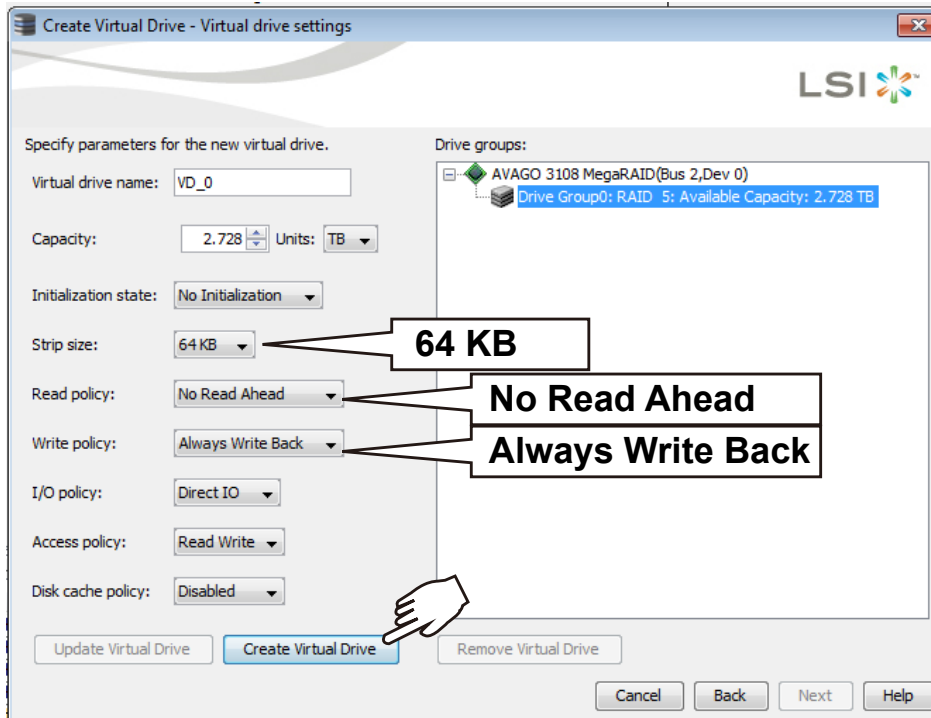 Create Virtual Drive - Virtual drive settings
LSI
Specify parameters for the new virtual drive.
Drive groups:
Virtual drive name: VD_0
AVAGO 3108 MegaRAID(Bus 2,Dev 0)
Drive Group0: RAID 5: Available Capacity: 2.728 TB
Capacity: 2.728 Units: TB
Initialization state: No Initialization
Strip size: 64 KB
64 KB
Read policy: No Read Ahead
No Read Ahead
Write policy: Always Write Back
Always Write Back
I/O policy: Direct IO
Access policy: Read Write
Disk cache policy: Disabled
Update Virtual Drive Create Virtual Drive Remove Virtual Drive
Cancel Back Next Help